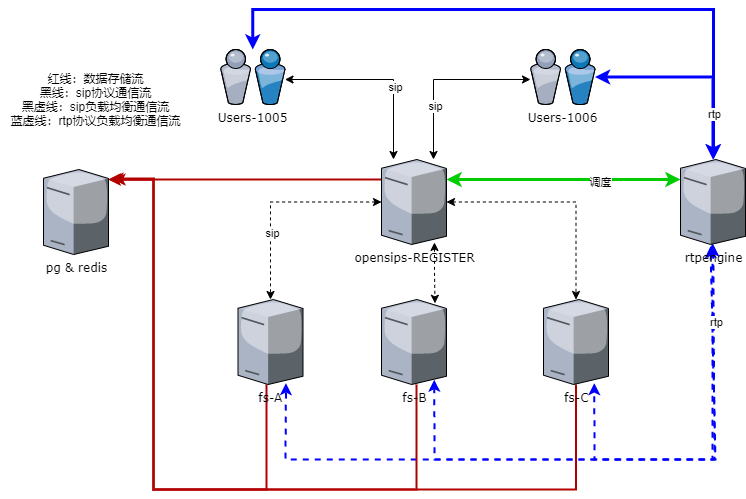 红线：数据存储流
黑线：sip协议通信流
黑虚线：sip负载均衡通信流
蓝虚线：rtp协议负载均衡通信流
Users-1005
Users-1006
sip
sip
rtp
调度
pg & redis
opensips-REGISTER
rtpengine
sip
rtp
fs-A
fs-B
fs-C